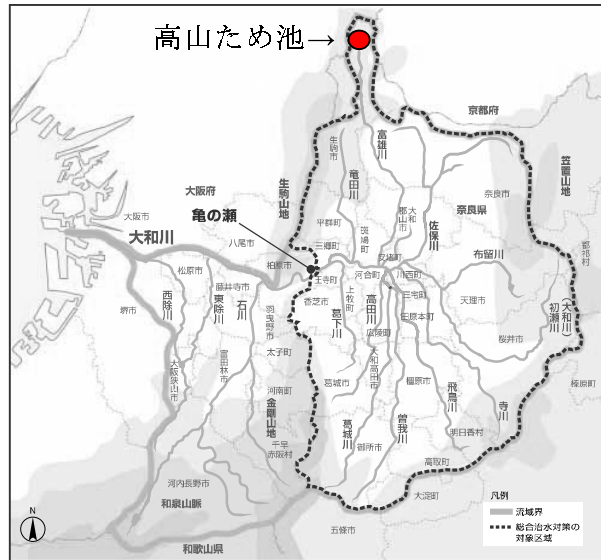 高山ため池→
京都府
笠置山地
生駒市
富雄川
竜田川
生駒山地
大阪府
奈良市
大阪市
大和川
亀の瀬
八尾市
平群町
斑鳩町
大和
郡山市
佐保川
奈良県
都祁村
三郷町
安堵町
布留川
柏原市
王寺町
河合町
川西町
松原市
藤井寺市
堺市
西除川
東除川
石川
羽曳野市
香芝市
上牧町
葛下川
高田川
広陵町
三宅町
田原本町
天理市
(大和川)
初瀬川
桜井市
太子町
大和高田市
大阪狭山市
富田林市
河南町
金剛山地
葛城市
橿原市
飛鳥川
寺川
榛原町
千早
赤阪村
葛城川
御所市
曽我川
明日香村
高取町
河内長野市
和泉山脈
大淀町
五條市
和歌山県
N
凡例
流域界
総合治水対策の
対象区域